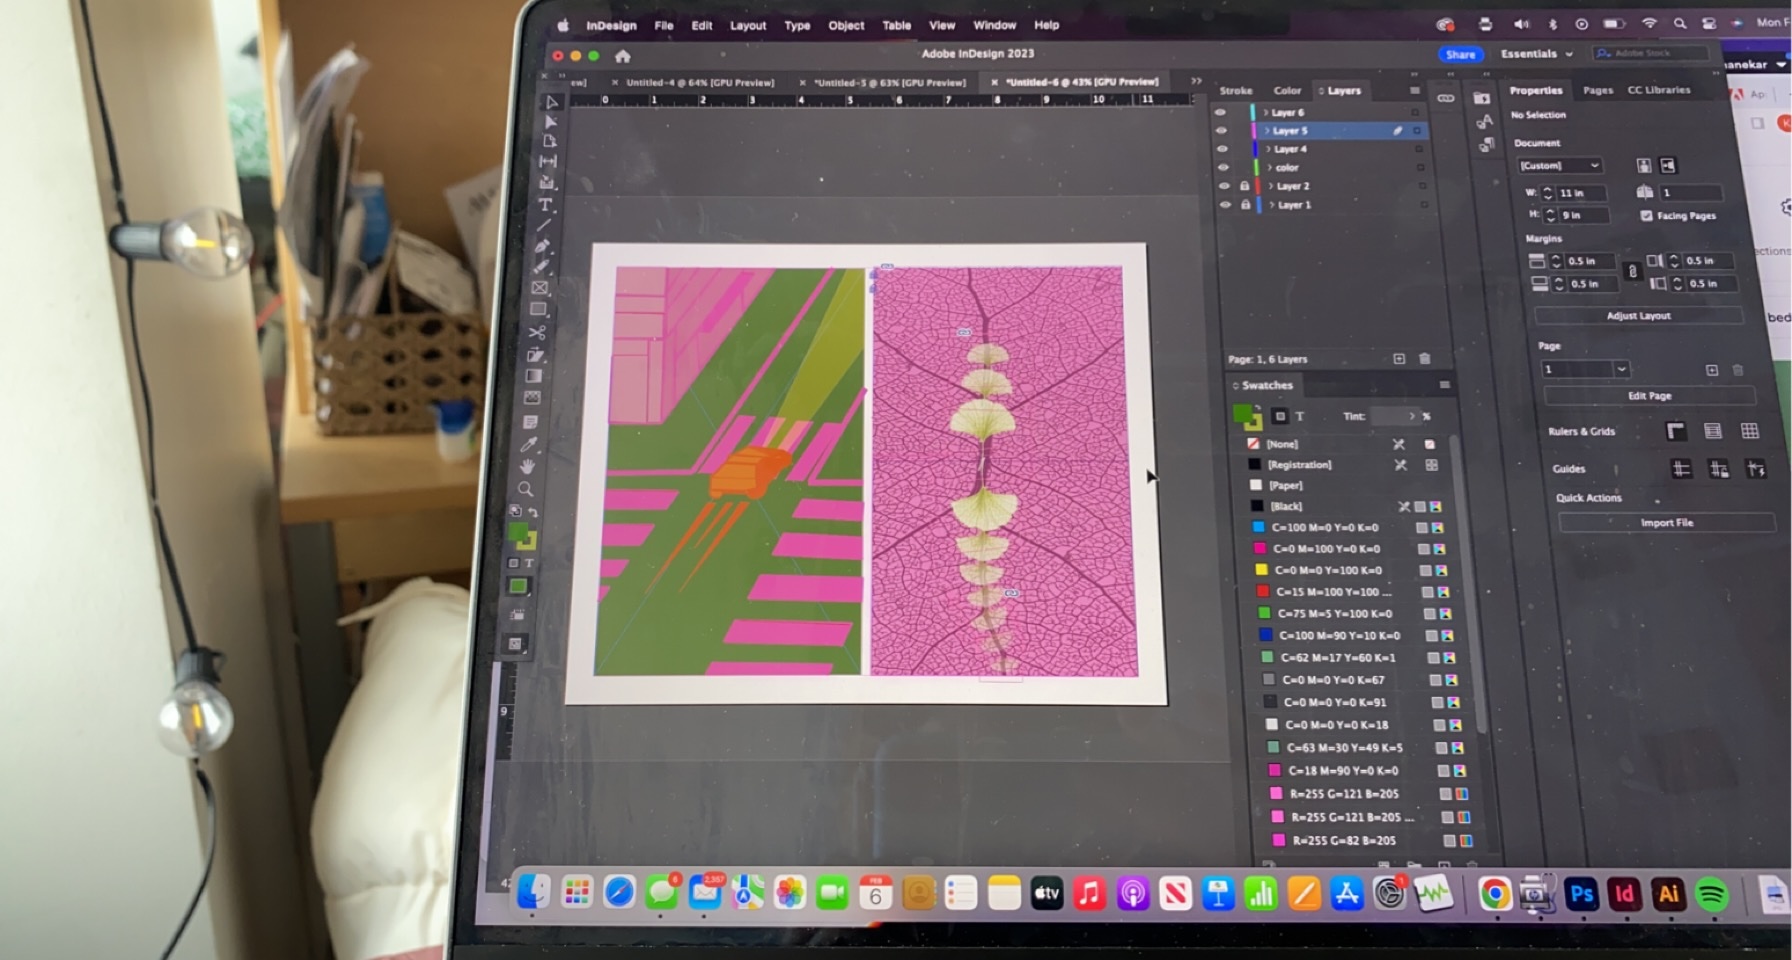 InDesign File Edit Layout Type Object Table View Window Help
Mon F
Adobe InDesign 2023
Share
Essentials
Adobe Stock
anekar
ew]
Untitled-4 @ 64% [GPU Preview]
*Untitled-5 @ 63% [GPU Preview]
*Untitled-6 @ 43% [GPU Preview]
0 1 2 3 4 5 6 7 8 9 10 11
Stroke Color Layers
Layer 6
Layer 5
Layer 4
color
Layer 2
Layer 1
Page: 1, 6 Layers
Swatches
T
Tint: %
[None]
[Registration]
[Paper]
[Black]
C=100 M=0 Y=0 K=0
C=0 M=100 Y=0 K=0
C=0 M=0 Y=100 K=0
C=15 M=100 Y=100 ...
C=75 M=5 Y=100 K=0
C=100 M=90 Y=10 K=0
C=62 M=17 Y=60 K=1
C=0 M=0 Y=0 K=67
C=0 M=0 Y=0 K=91
C=0 M=0 Y=0 K=18
C=63 M=30 Y=49 K=5
C=18 M=90 Y=0 K=0
R=255 G=121 B=205
R=255 G=121 B=205 ...
R=255 G=82 B=205
Properties Pages CC Libraries
No Selection
Document
[Custom]
W: 11 in
1
H: 9 in
Facing Pages
Margins
0.5 in 0.5 in
0.5 in 0.5 in
Adjust Layout
Page
1
Edit Page
Rulers & Grids
Guides
Quick Actions
Import File
ections
bed
9
6
2,357
FEB
6
tv
1
Ps
Id
Ai